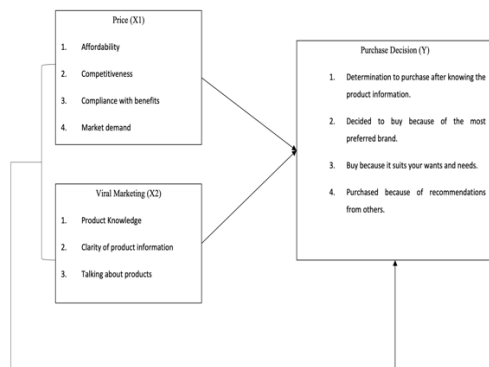 Price (X1)
1. Affordability
2. Competitiveness
3. Compliance with benefits
4. Market demand
Viral Marketing (X2)
1. Product Knowledge
2. Clarity of product information
3. Talking about products
Purchase Decision (Y)
1. Determination to purchase after knowing the
product information.
2. Decided to buy because of the most
preferred brand.
3. Buy because it suits your wants and needs.
4. Purchased because of recommendations
from others.